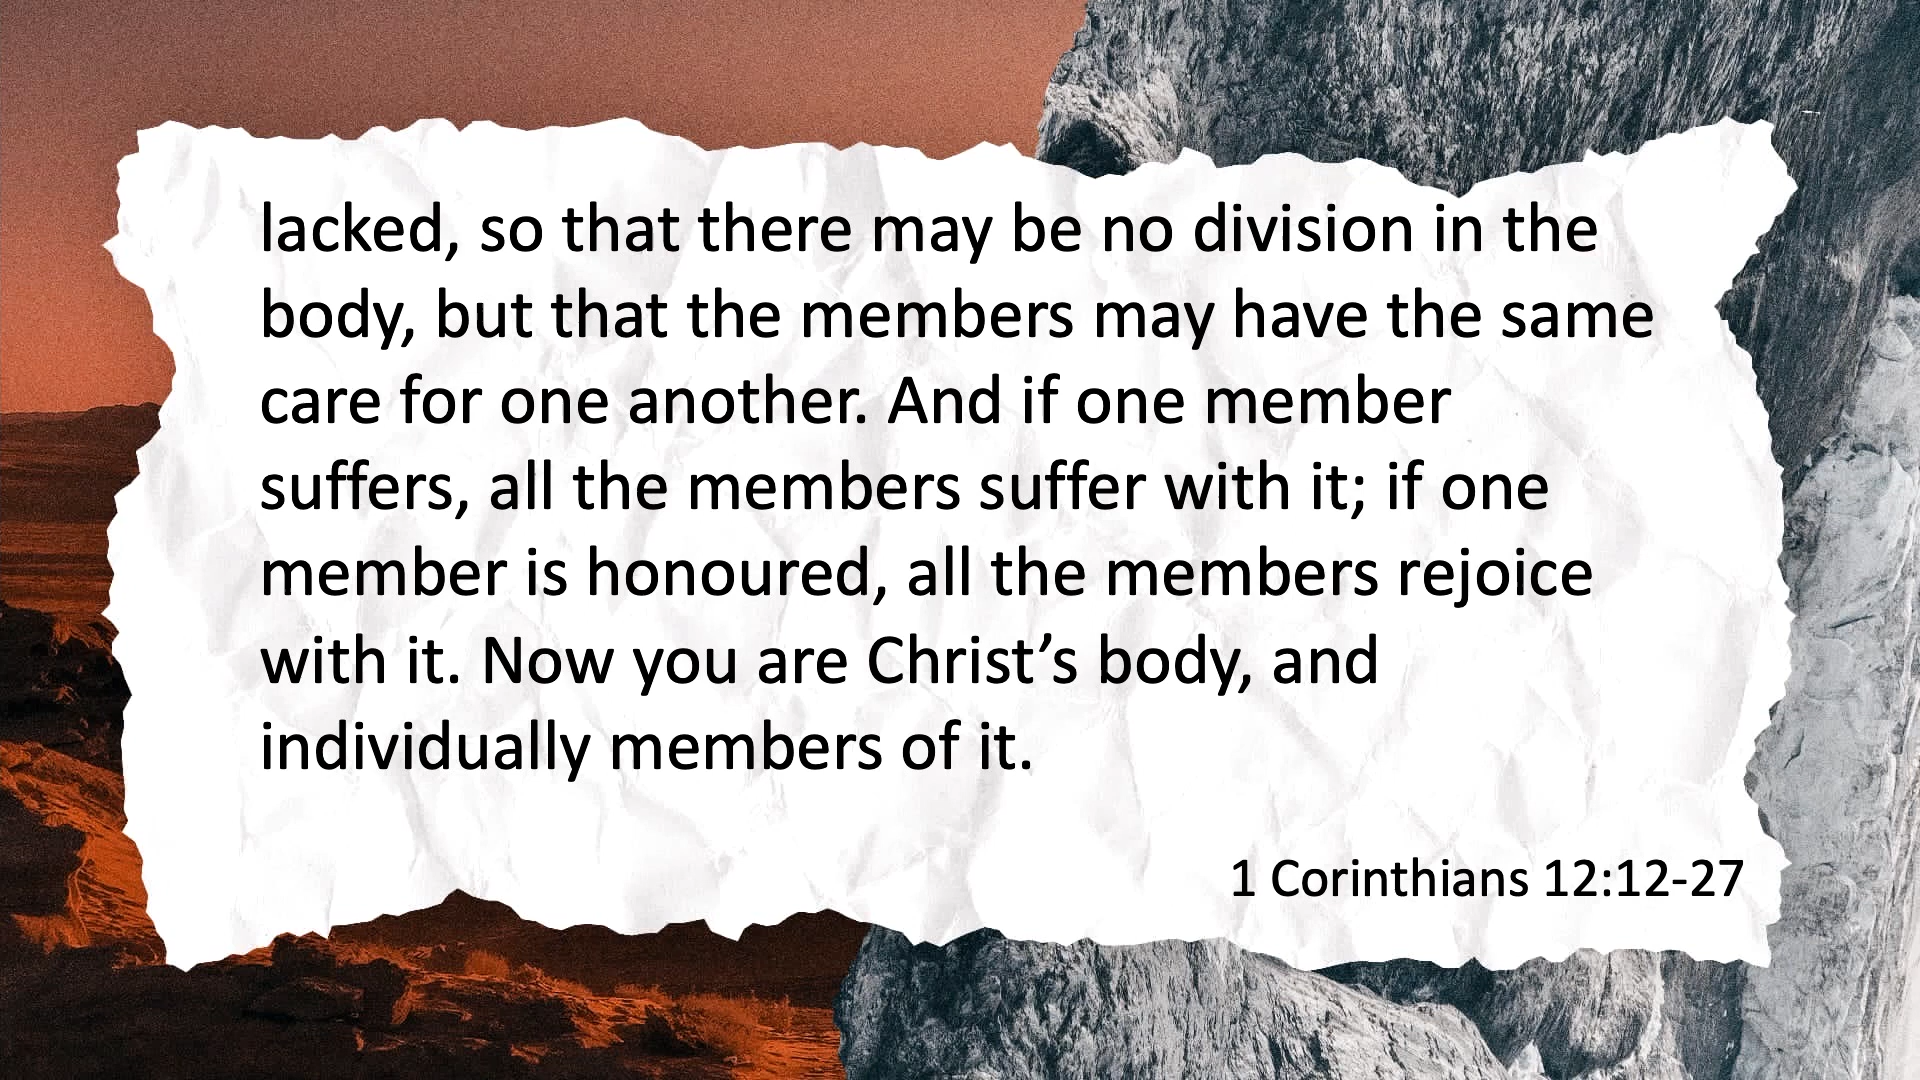 lacked, so that there may be no division in the
body, but that the members may have the same
care for one another. And if one member
suffers, all the members suffer with it; if one
member is honoured, all the members rejoice
with it. Now you are Christ’s body, and
individually members of it.
1 Corinthians 12:12-27